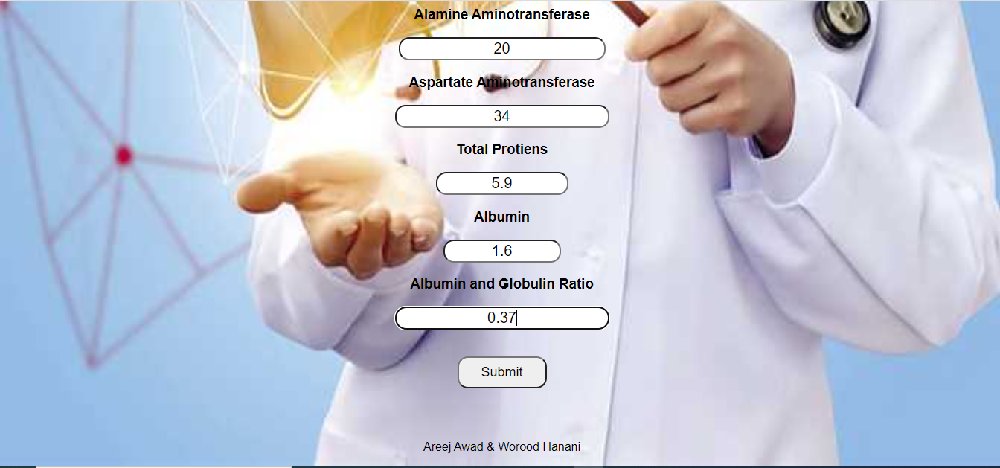 Alamine Aminotransferase
20
Aspartate Aminotransferase
34
Total Protiens
5.9
Albumin
1.6
Albumin and Globulin Ratio
0.37
Submit
Areej Awad & Worood Hanani